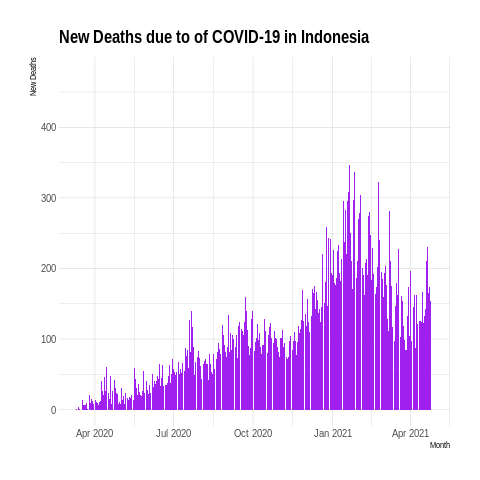 New Deaths due to of COVID-19 in Indonesia
New Deaths
400
300
200
100
0
Apr 2020 Jul 2020 Oct 2020 Jan 2021 Apr 2021
Month